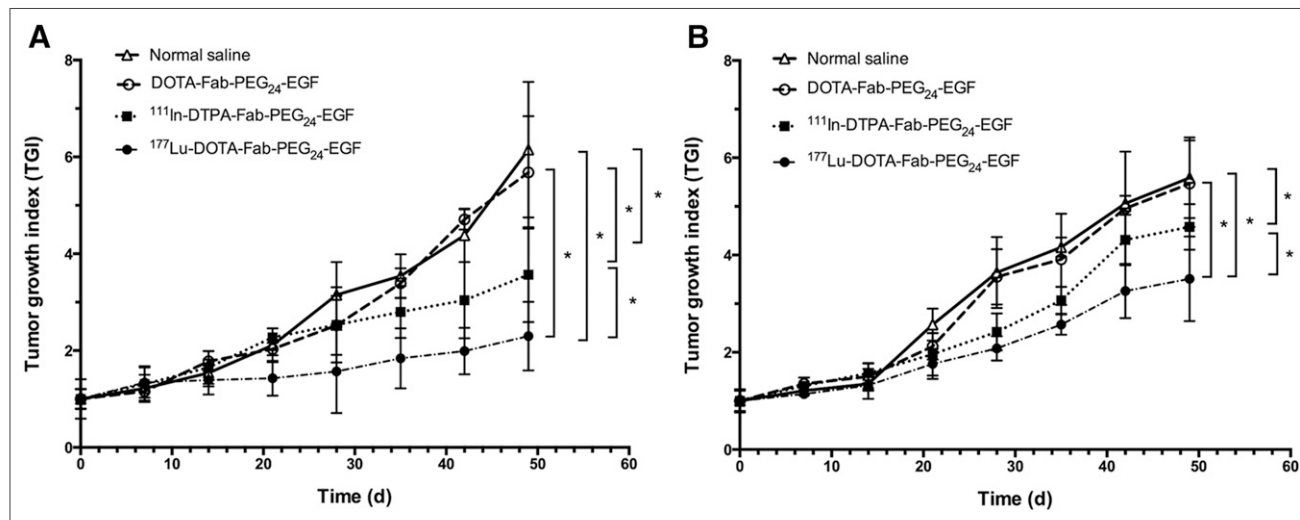 A
Normal saline
DOTA-Fab-PEG24-EGF
111In-DTPA-Fab-PEG24-EGF
177Lu-DOTA-Fab-PEG24-EGF
Tumor growth index (TGI)
8
6
4
2
0
0 10 20 30 40 50 60
Time (d)
* * * * *
B
Normal saline
DOTA-Fab-PEG24-EGF
111In-DTPA-Fab-PEG24-EGF
177Lu-DOTA-Fab-PEG24-EGF
Tumor growth index (TGI)
8
6
4
2
0
0 10 20 30 40 50 60
Time (d)
* * * *